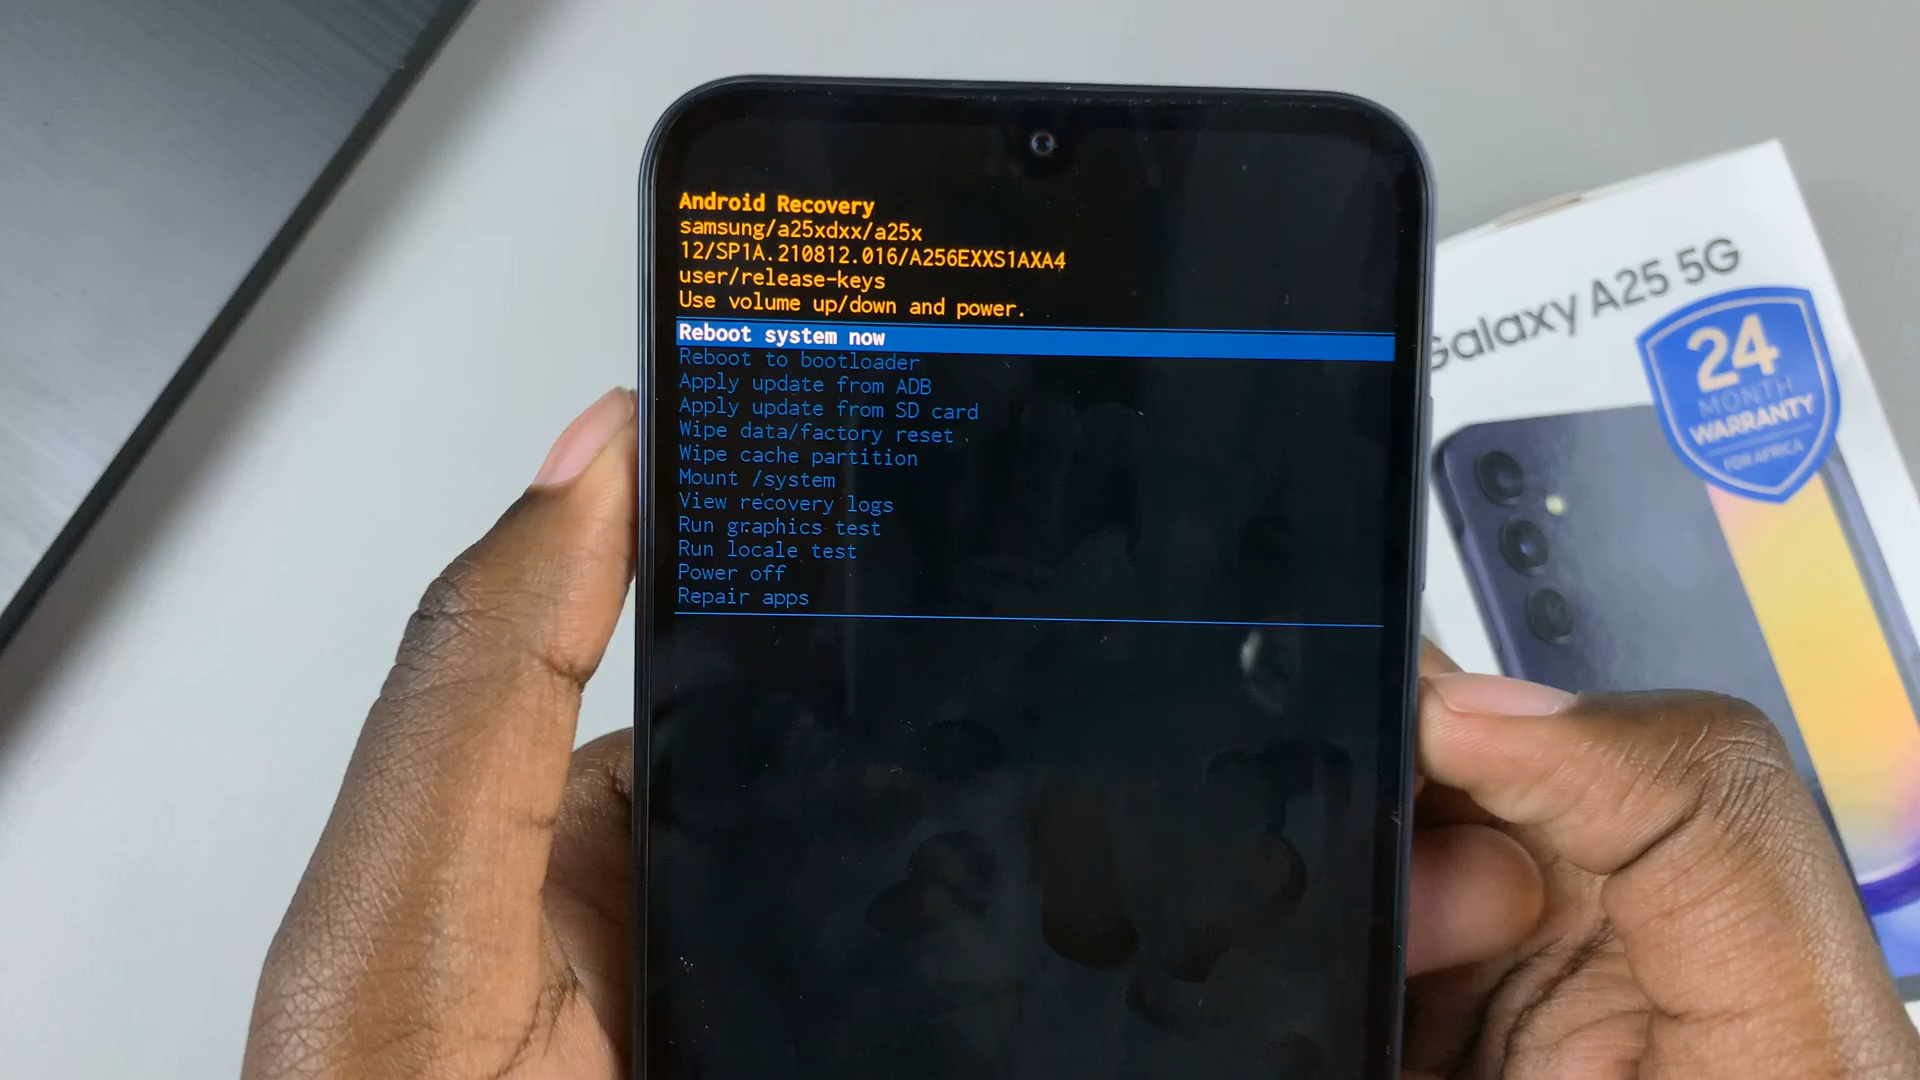 Android Recovery
samsung/a25xdxx/a25x
12/SP1A.210812.016/A256EXXS1AXA4
user/release-keys
Use volume up/down and power.
Reboot system now
Reboot to bootloader
Apply update from ADB
Apply update from SD card
Wipe data/factory reset
Wipe cache partition
Mount /system
View recovery logs
Run graphics test
Run locale test
Power off
Repair apps
Galaxy A25 5G
24
MONTH
WARRANTY
FOR AFRICA